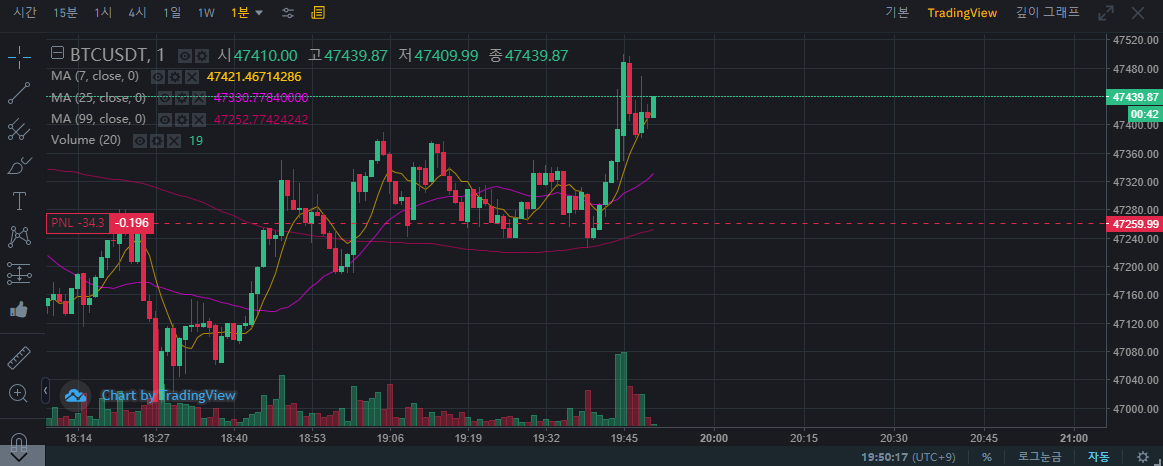 시간 15분 1시 4시 1일 1W 1분 기본 TradingView 깊이 그래프
BTCUSDT, 1 시47410.00 고47439.87 저47409.99 종47439.87
MA (7, close, 0) 47421.46714286
MA (25, close, 0) 47330.77840000
MA (99, close, 0) 47252.77424242
Volume (20) 19
PNL -34.3 -0.196
47520.00
47480.00
47439.87
00:42
47400.00
47360.00
47320.00
47280.00
47259.99
47240.00
47200.00
47160.00
47120.00
47080.00
47040.00
47000.00
Chart by TradingView
18:14 18:27 18:40 18:53 19:06 19:19 19:32 19:45 20:00 20:15 20:30 20:45 21:00
19:50:17 (UTC+9) % 로그눈금 자동